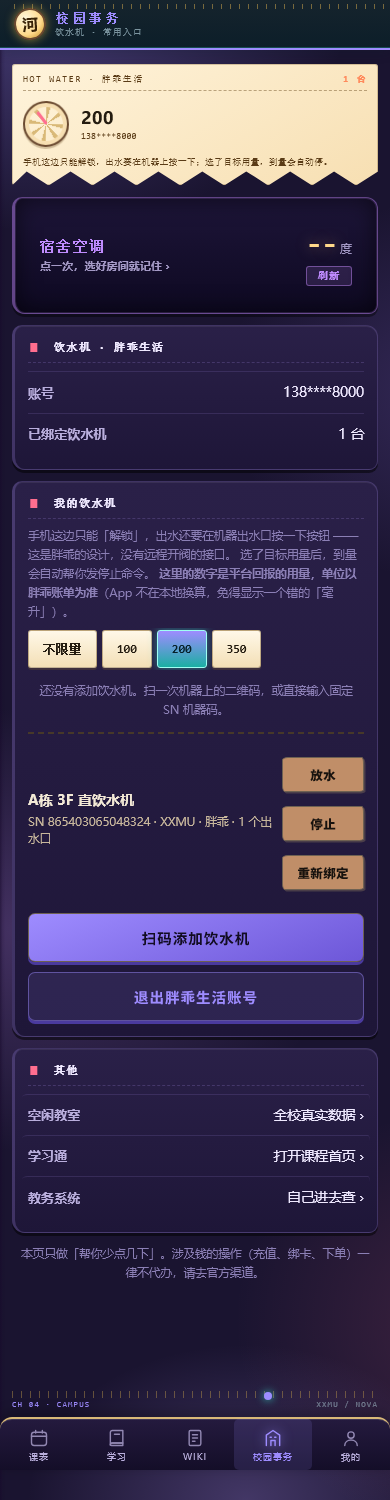 河
校园事务
饮水机 · 常用入口
HOT WATER · 胖乖生活
1 台
200
138****8000
手机这边只能解锁，出水要在机器上按一下；选了目标用量，到量会自动停。
宿舍空调
点一次，选好房间就记住 ›
-- 度
刷新
饮水机 · 胖乖生活
账号
138****8000
已绑定饮水机
1 台
我的饮水机
手机这边只能「解锁」，出水还要在机器出水口按一下按钮 ——
这是胖乖的设计，没有远程开阀的接口。 选了目标用量后，到量
会自动帮你发停止命令。 这里的数字是平台回报的用量，单位以
胖乖账单为准（App 不在本地换算，免得显示一个错的「毫
升」）。
不限量
100
200
350
还没有添加饮水机。扫一次机器上的二维码，或直接输入固定
SN 机器码。
A栋 3F 直饮水机
SN 865403065048324 · XXMU · 胖乖 · 1 个出
水口
放水
停止
重新绑定
扫码添加饮水机
退出胖乖生活账号
其他
空闲教室
全校真实数据 ›
学习通
打开课程首页 ›
教务系统
自己进去查 ›
本页只做「帮你少点几下」。涉及钱的操作（充值、绑卡、下单）一
律不代办，请去官方渠道。
CH 04 · CAMPUS
XXMU / NOVA
课表
学习
WIKI
校园事务
我的